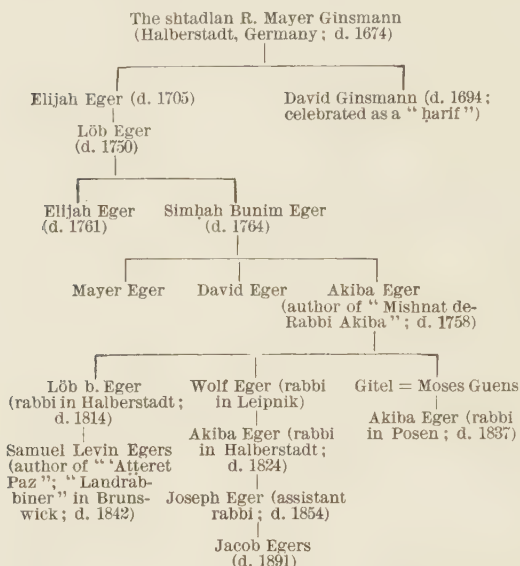 The shtadlan R. Mayer Ginsmann
(Halberstadt, Germany; d. 1674)
Elijah Eger (d. 1705)
David Ginsmann (d. 1694;
celebrated as a "ḥarif")
Löb Eger
(d. 1750)
Elijah Eger
(d. 1761)
Simḥah Bunim Eger
(d. 1764)
Mayer Eger
David Eger
Akiba Eger
(author of "Mishnat de-
Rabbi Akiba"; d. 1758)
Löb b. Eger
(rabbi in Halberstadt;
d. 1814)
Samuel Levin Egers
(author of "'Aṭṭeret
Paz"; "Landrab-
biner" in Bruns-
wick; d. 1842)
Wolf Eger (rabbi
in Leipnik)
Akiba Eger (rabbi
in Halberstadt;
d. 1824)
Joseph Eger (assistant
rabbi; d. 1854)
Jacob Egers
(d. 1891)
Gitel = Moses Guens
Akiba Eger (rabbi
in Posen; d. 1837)